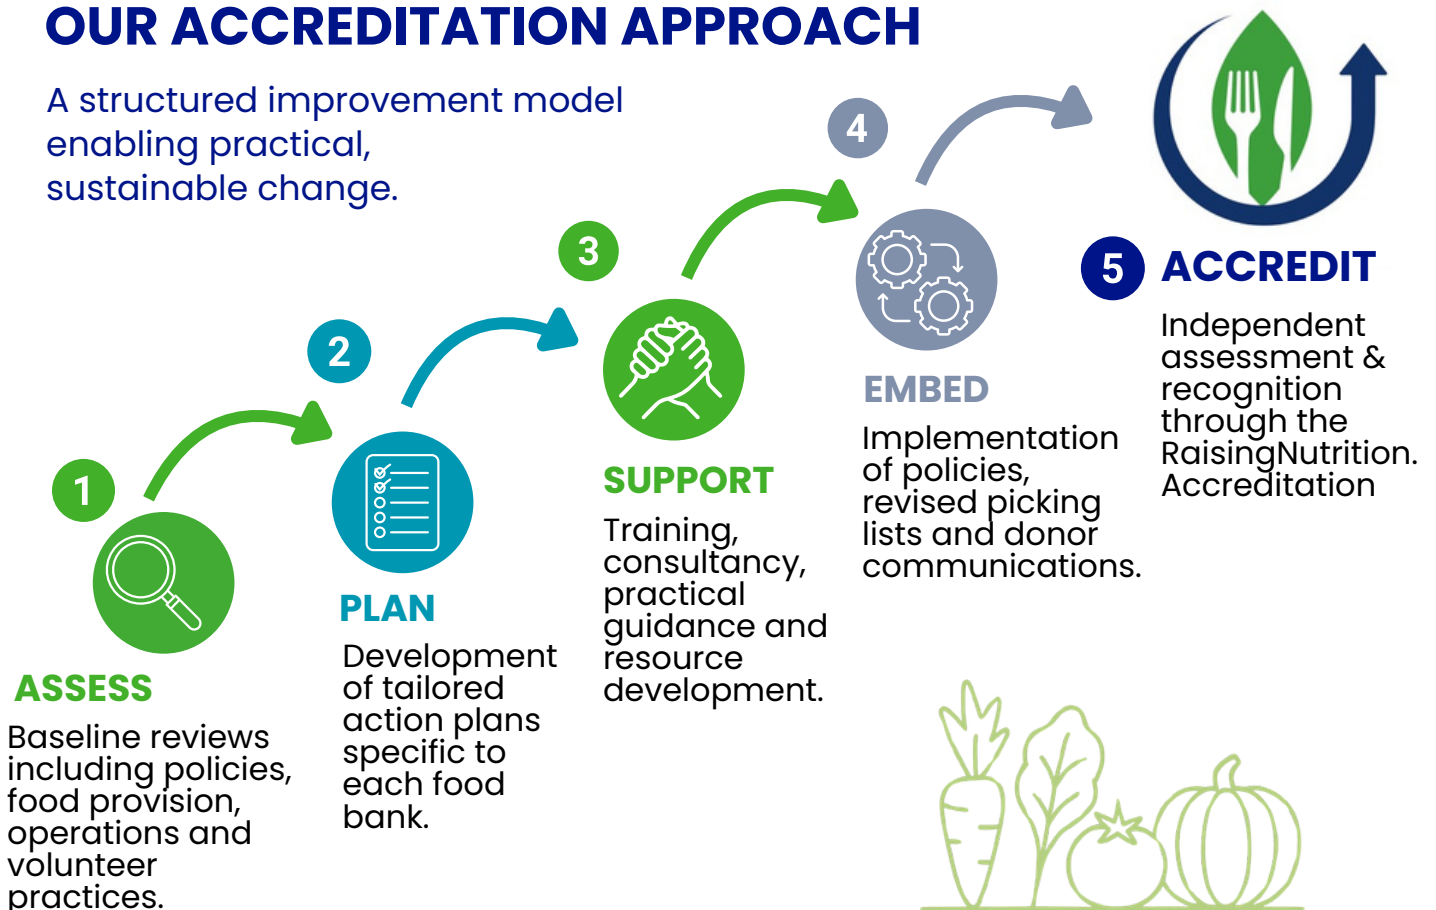 OUR ACCREDITATION APPROACH
A structured improvement model
enabling practical,
sustainable change.
1
ASSESS
Baseline reviews
including policies,
food provision,
operations and
volunteer
practices.
2
PLAN
Development
of tailored
action plans
specific to
each food
bank.
3
SUPPORT
Training,
consultancy,
practical
guidance and
resource
development.
4
EMBED
Implementation
of policies,
revised picking
lists and donor
communications.
5
ACCREDIT
Independent
assessment &
recognition
through the
RaisingNutrition.
Accreditation